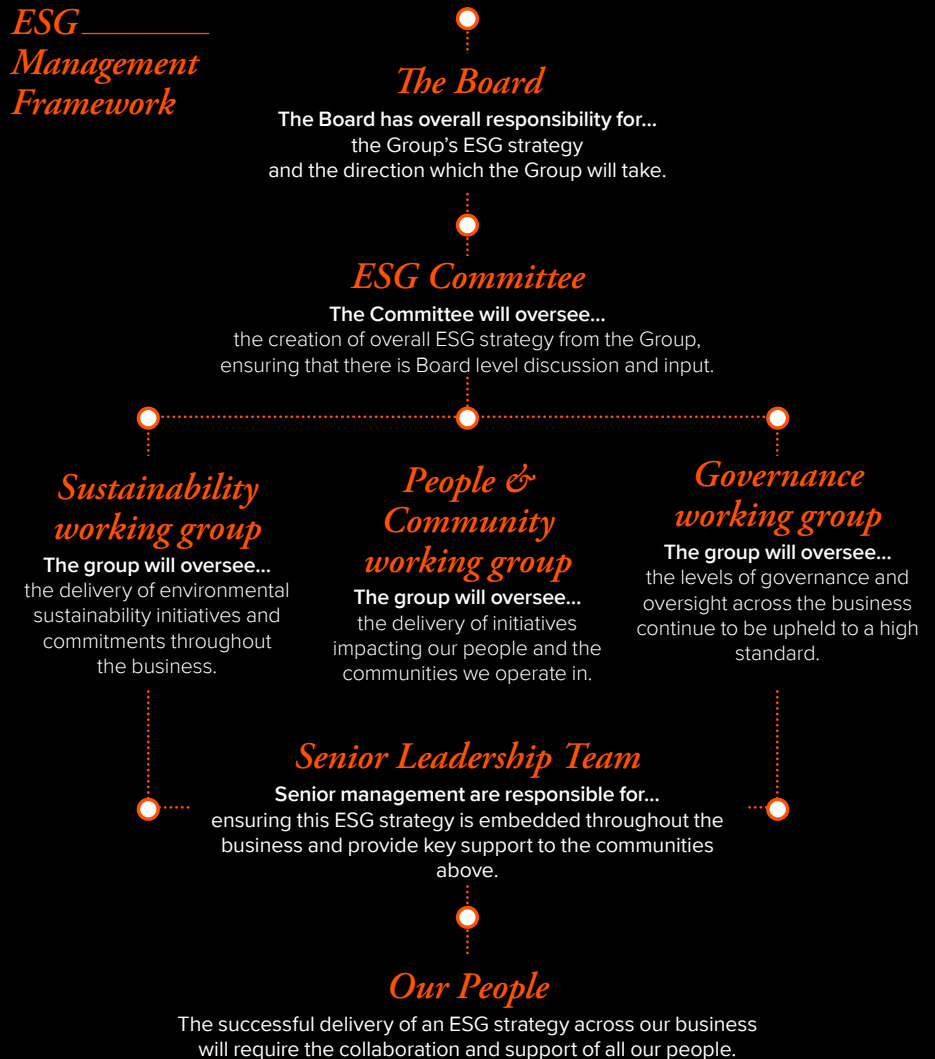 ESG
Management
Framework
The Board
The Board has overall responsibility for...
the Group’s ESG strategy
and the direction which the Group will take.
ESG Committee
The Committee will oversee...
the creation of overall ESG strategy from the Group,
ensuring that there is Board level discussion and input.
Sustainability
working group
The group will oversee...
the delivery of environmental
sustainability initiatives and
commitments throughout
the business.
People &
Community
working group
The group will oversee...
the delivery of initiatives
impacting our people and the
communities we operate in.
Governance
working group
The group will oversee...
the levels of governance and
oversight across the business
continue to be upheld to a high
standard.
Senior Leadership Team
Senior management are responsible for...
ensuring this ESG strategy is embedded throughout the
business and provide key support to the communities
above.
Our People
The successful delivery of an ESG strategy across our business
will require the collaboration and support of all our people.